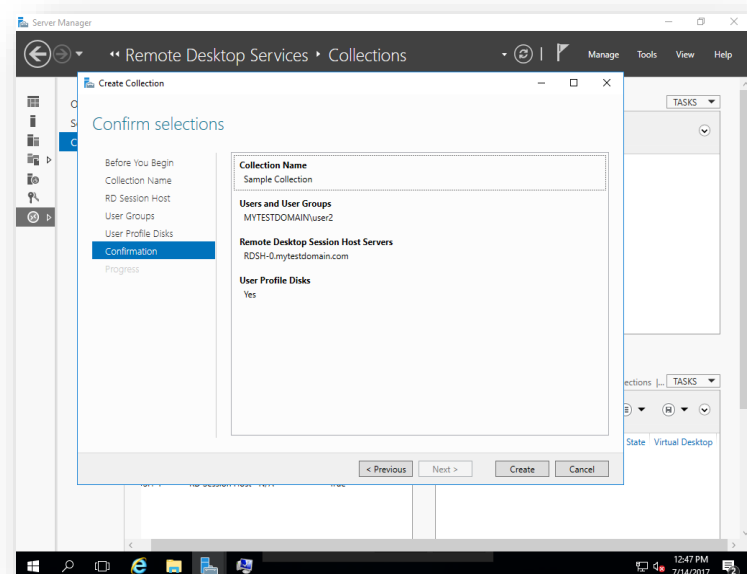 Server Manager
Remote Desktop Services • Collections
Manage Tools View Help
TASKS
Create Collection
Confirm selections
Before You Begin
Collection Name
RD Session Host
User Groups
User Profile Disks
Confirmation
Progress
Collection Name
Sample Collection
Users and User Groups
MYTESTDOMAIN\user2
Remote Desktop Session Host Servers
RDSH-0.mytestdomain.com
User Profile Disks
Yes
< Previous
Next >
Create
Cancel
ections |... TASKS
State Virtual Desktop
12:47 PM
7/14/2017